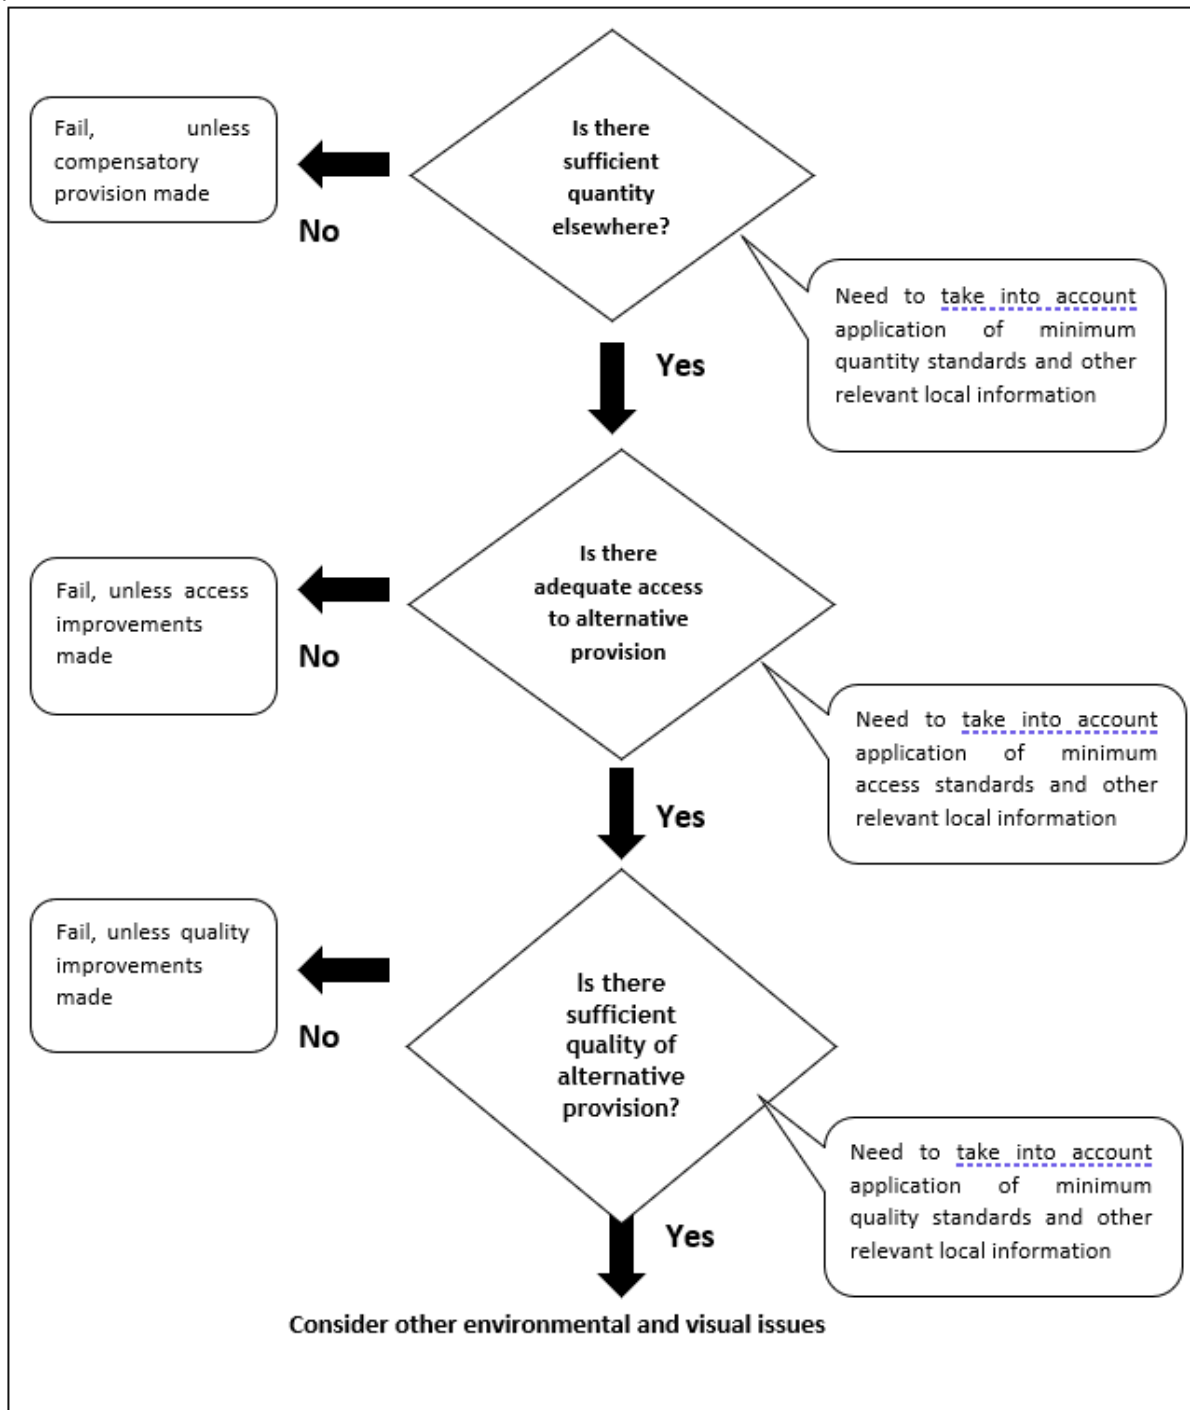 Is there
sufficient
quantity
elsewhere?
Fail, unless
compensatory
provision made
No
Need to take into account
application of minimum
quantity standards and other
relevant local information
Yes
Is there
adequate access
to alternative
provision
Fail, unless access
improvements
made
No
Need to take into account
application of minimum
access standards and other
relevant local information
Yes
Is there
sufficient
quality of
alternative
provision?
Fail, unless quality
improvements
made
No
Need to take into account
application of minimum
quality standards and other
relevant local information
Yes
Consider other environmental and visual issues